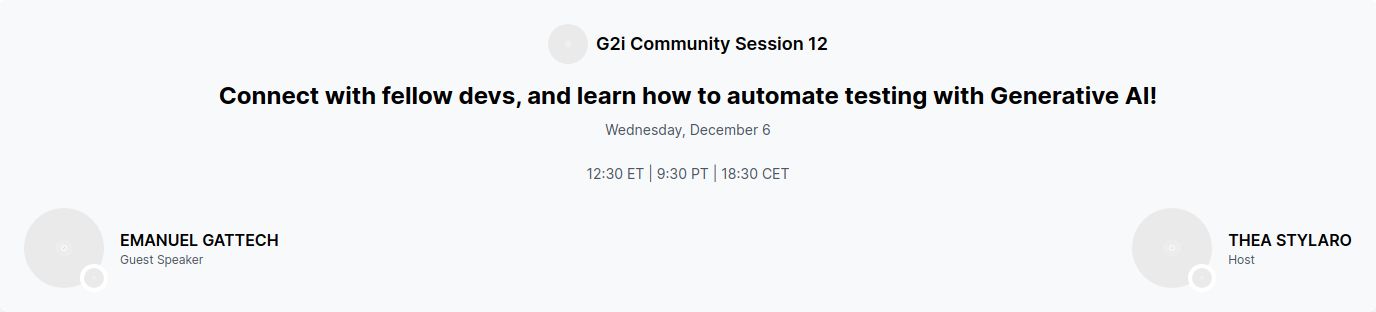 G2i Community Session 12
Connect with fellow devs, and learn how to automate testing with Generative AI!
Wednesday, December 6
12:30 ET | 9:30 PT | 18:30 CET
EMANUEL GATTECH
Guest Speaker
THEA STYLARO
Host